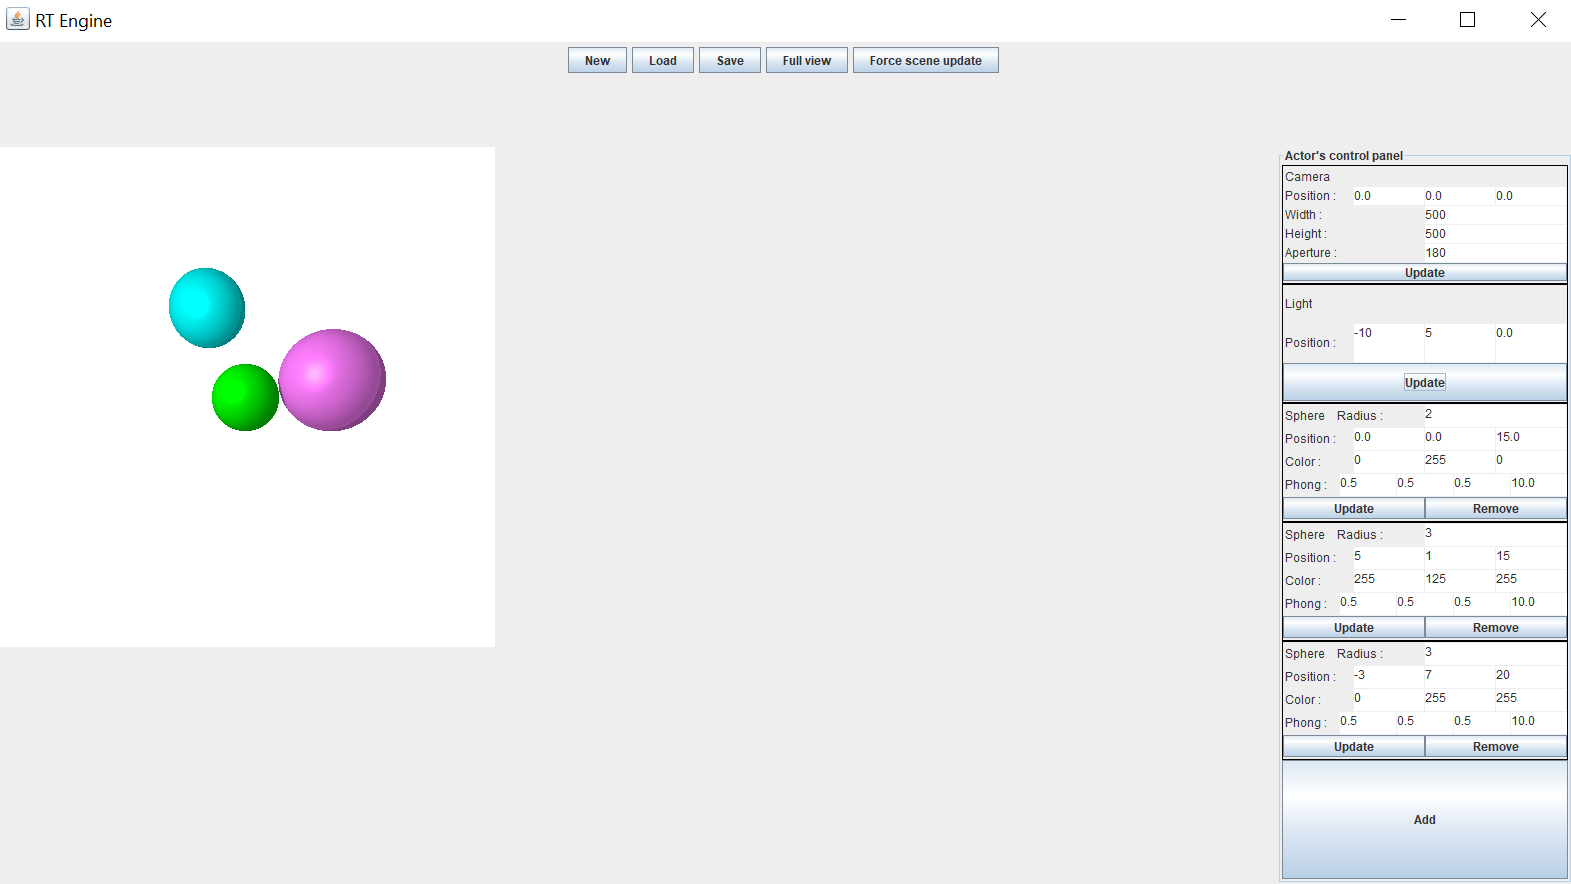 RT Engine
New Load Save Full view Force scene update
Actor's control panel
Camera
Position : 0.0 0.0 0.0
Width : 500
Height : 500
Aperture : 180
Update
Light
Position : -10 5 0.0
Update
Sphere Radius : 2
Position : 0.0 0.0 15.0
Color : 0 255 0
Phong : 0.5 0.5 0.5 10.0
Update Remove
Sphere Radius : 3
Position : 5 1 15
Color : 255 125 255
Phong : 0.5 0.5 0.5 10.0
Update Remove
Sphere Radius : 3
Position : -3 7 20
Color : 0 255 255
Phong : 0.5 0.5 0.5 10.0
Update Remove
Add